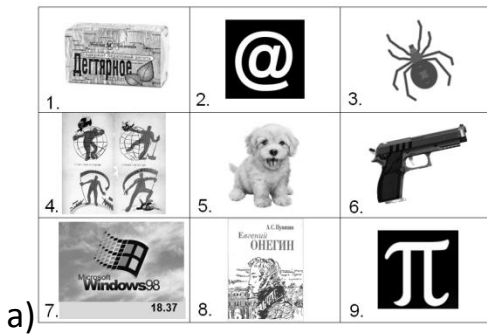 Дегтярное
1.
@
2.
3.
4.
5.
6.
Microsoft
Windows98
18.37
7.
А.С.Пушкин
Евгений
ОНЕГИН
8.
π
9.
а)